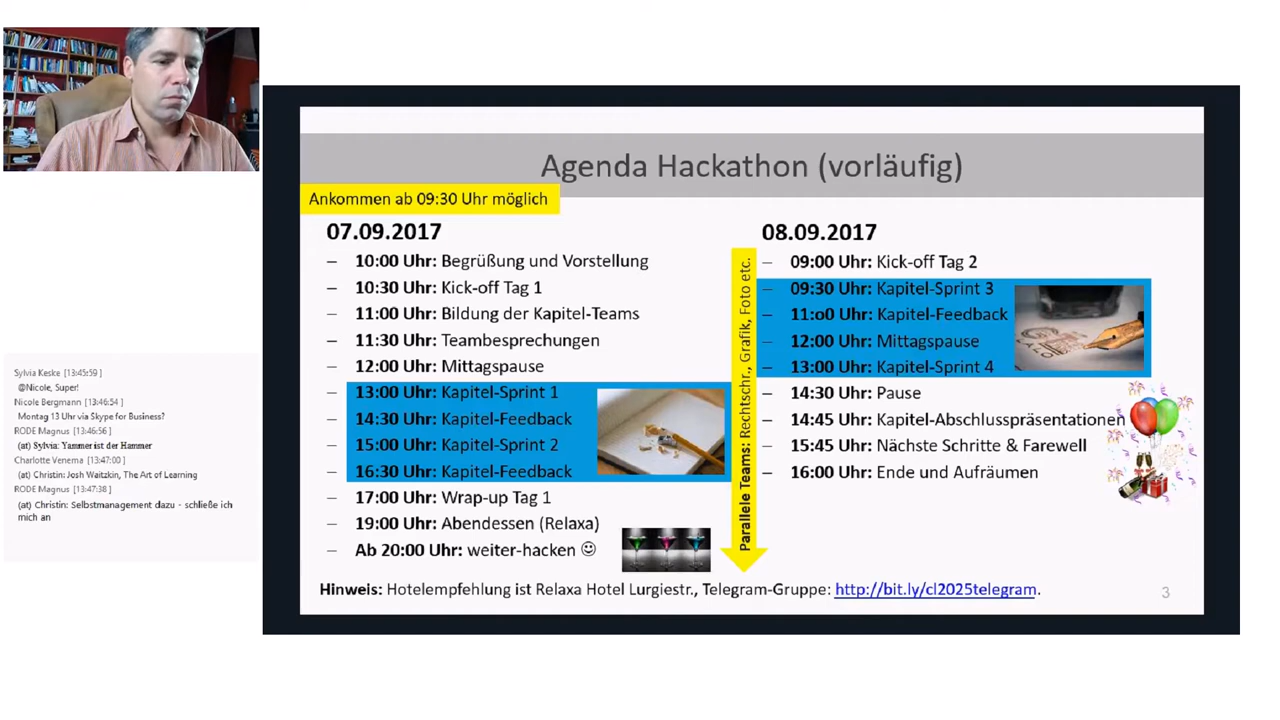 Agenda Hackathon (vorläufig)
Ankommen ab 09:30 Uhr möglich
07.09.2017
– 10:00 Uhr: Begrüßung und Vorstellung
– 10:30 Uhr: Kick-off Tag 1
– 11:00 Uhr: Bildung der Kapitel-Teams
– 11:30 Uhr: Teambesprechungen
– 12:00 Uhr: Mittagspause
– 13:00 Uhr: Kapitel-Sprint 1
– 14:30 Uhr: Kapitel-Feedback
– 15:00 Uhr: Kapitel-Sprint 2
– 16:30 Uhr: Kapitel-Feedback
– 17:00 Uhr: Wrap-up Tag 1
– 19:00 Uhr: Abendessen (Relaxa)
– Ab 20:00 Uhr: weiter-hacken ☺
Parallele Teams: Rechtschr., Grafik, Foto etc.
08.09.2017
– 09:00 Uhr: Kick-off Tag 2
– 09:30 Uhr: Kapitel-Sprint 3
– 11:o0 Uhr: Kapitel-Feedback
– 12:00 Uhr: Mittagspause
– 13:00 Uhr: Kapitel-Sprint 4
– 14:30 Uhr: Pause
– 14:45 Uhr: Kapitel-Abschlusspräsentationen
– 15:45 Uhr: Nächste Schritte & Farewell
– 16:00 Uhr: Ende und Aufräumen
Hinweis: Hotelempfehlung ist Relaxa Hotel Lurgiestr., Telegram-Gruppe: http://bit.ly/cl2025telegram.
3
Sylvia Keske [13:45:59 ]
@Nicole, Super!
Nicole Bergmann [13:46:54 ]
Montag 13 Uhr via Skype for Business?
RODE Magnus [13:46:56 ]
(at) Sylvia: Yammer ist der Hammer
Charlotte Venema [13:47:00 ]
(at) Christin: Josh Waitzkin, The Art of Learning
RODE Magnus [13:47:38 ]
(at) Christin: Selbstmanagement dazu - schließe ich
mich an